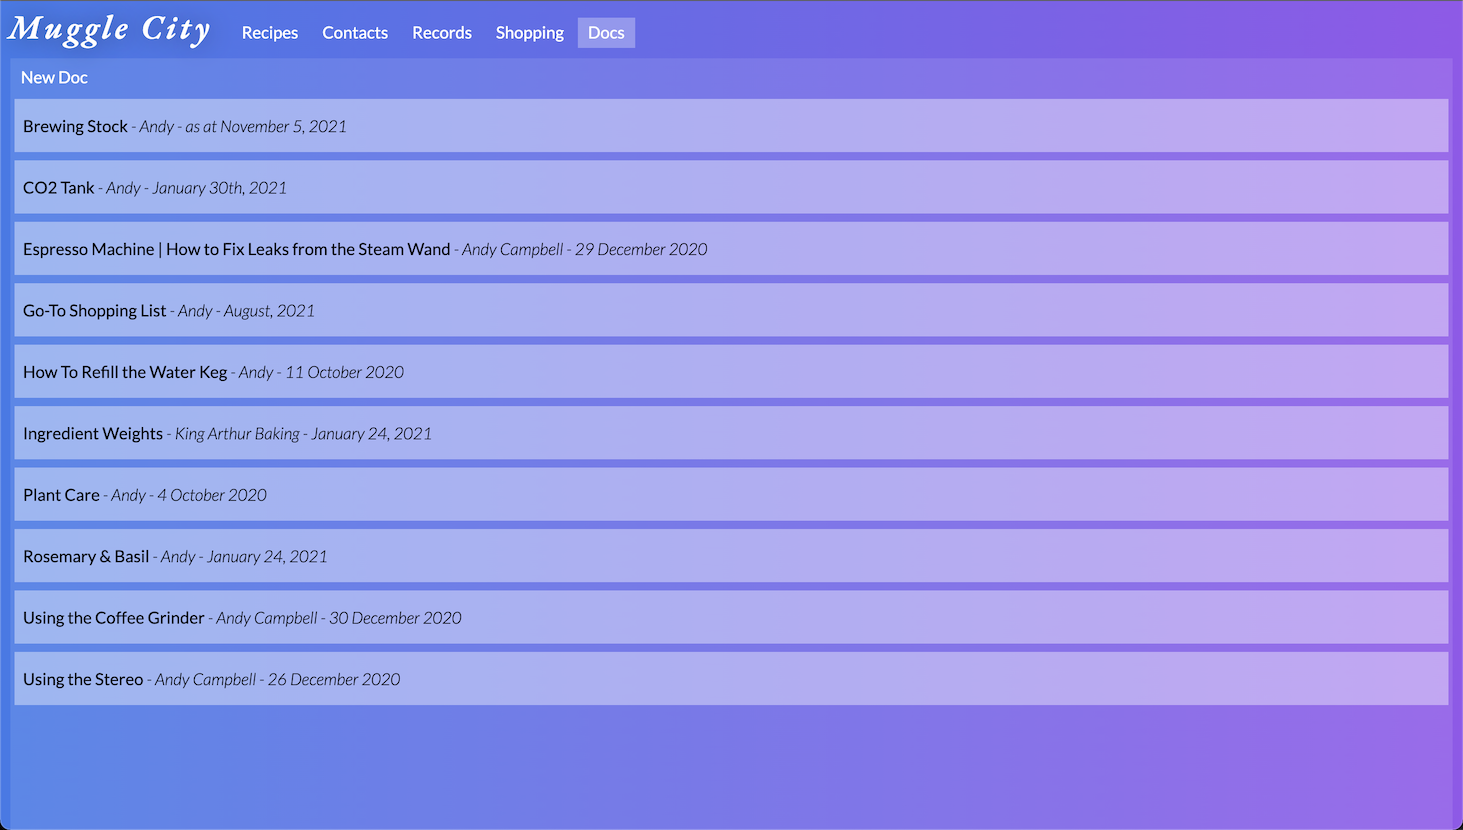 Muggle City Recipes Contacts Records Shopping Docs
New Doc
Brewing Stock - Andy - as at November 5, 2021
CO2 Tank - Andy - January 30th, 2021
Espresso Machine | How to Fix Leaks from the Steam Wand - Andy Campbell - 29 December 2020
Go-To Shopping List - Andy - August, 2021
How To Refill the Water Keg - Andy - 11 October 2020
Ingredient Weights - King Arthur Baking - January 24, 2021
Plant Care - Andy - 4 October 2020
Rosemary & Basil - Andy - January 24, 2021
Using the Coffee Grinder - Andy Campbell - 30 December 2020
Using the Stereo - Andy Campbell - 26 December 2020